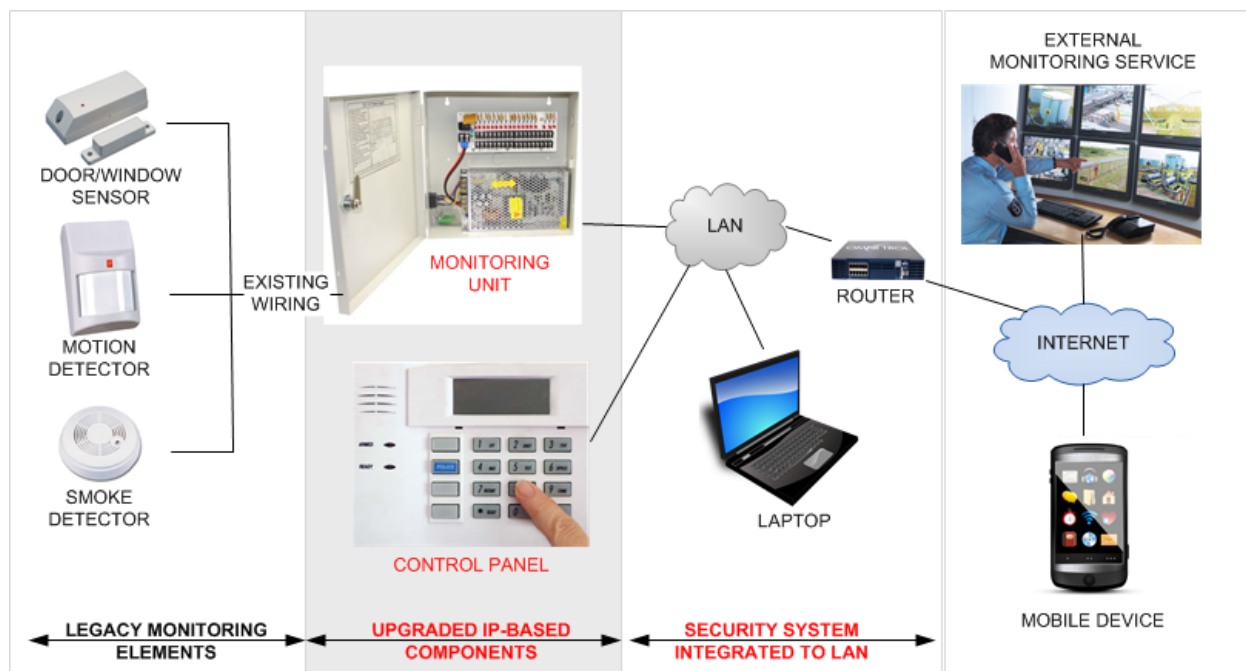 DOOR/WINDOW
SENSOR
MOTION
DETECTOR
SMOKE
DETECTOR
EXISTING
WIRING
MONITORING
UNIT
POLICE
CONTROL PANEL
LAN
ROUTER
LAPTOP
EXTERNAL
MONITORING SERVICE
INTERNET
MOBILE DEVICE
LEGACY MONITORING
ELEMENTS
UPGRADED IP-BASED
COMPONENTS
SECURITY SYSTEM
INTEGRATED TO LAN